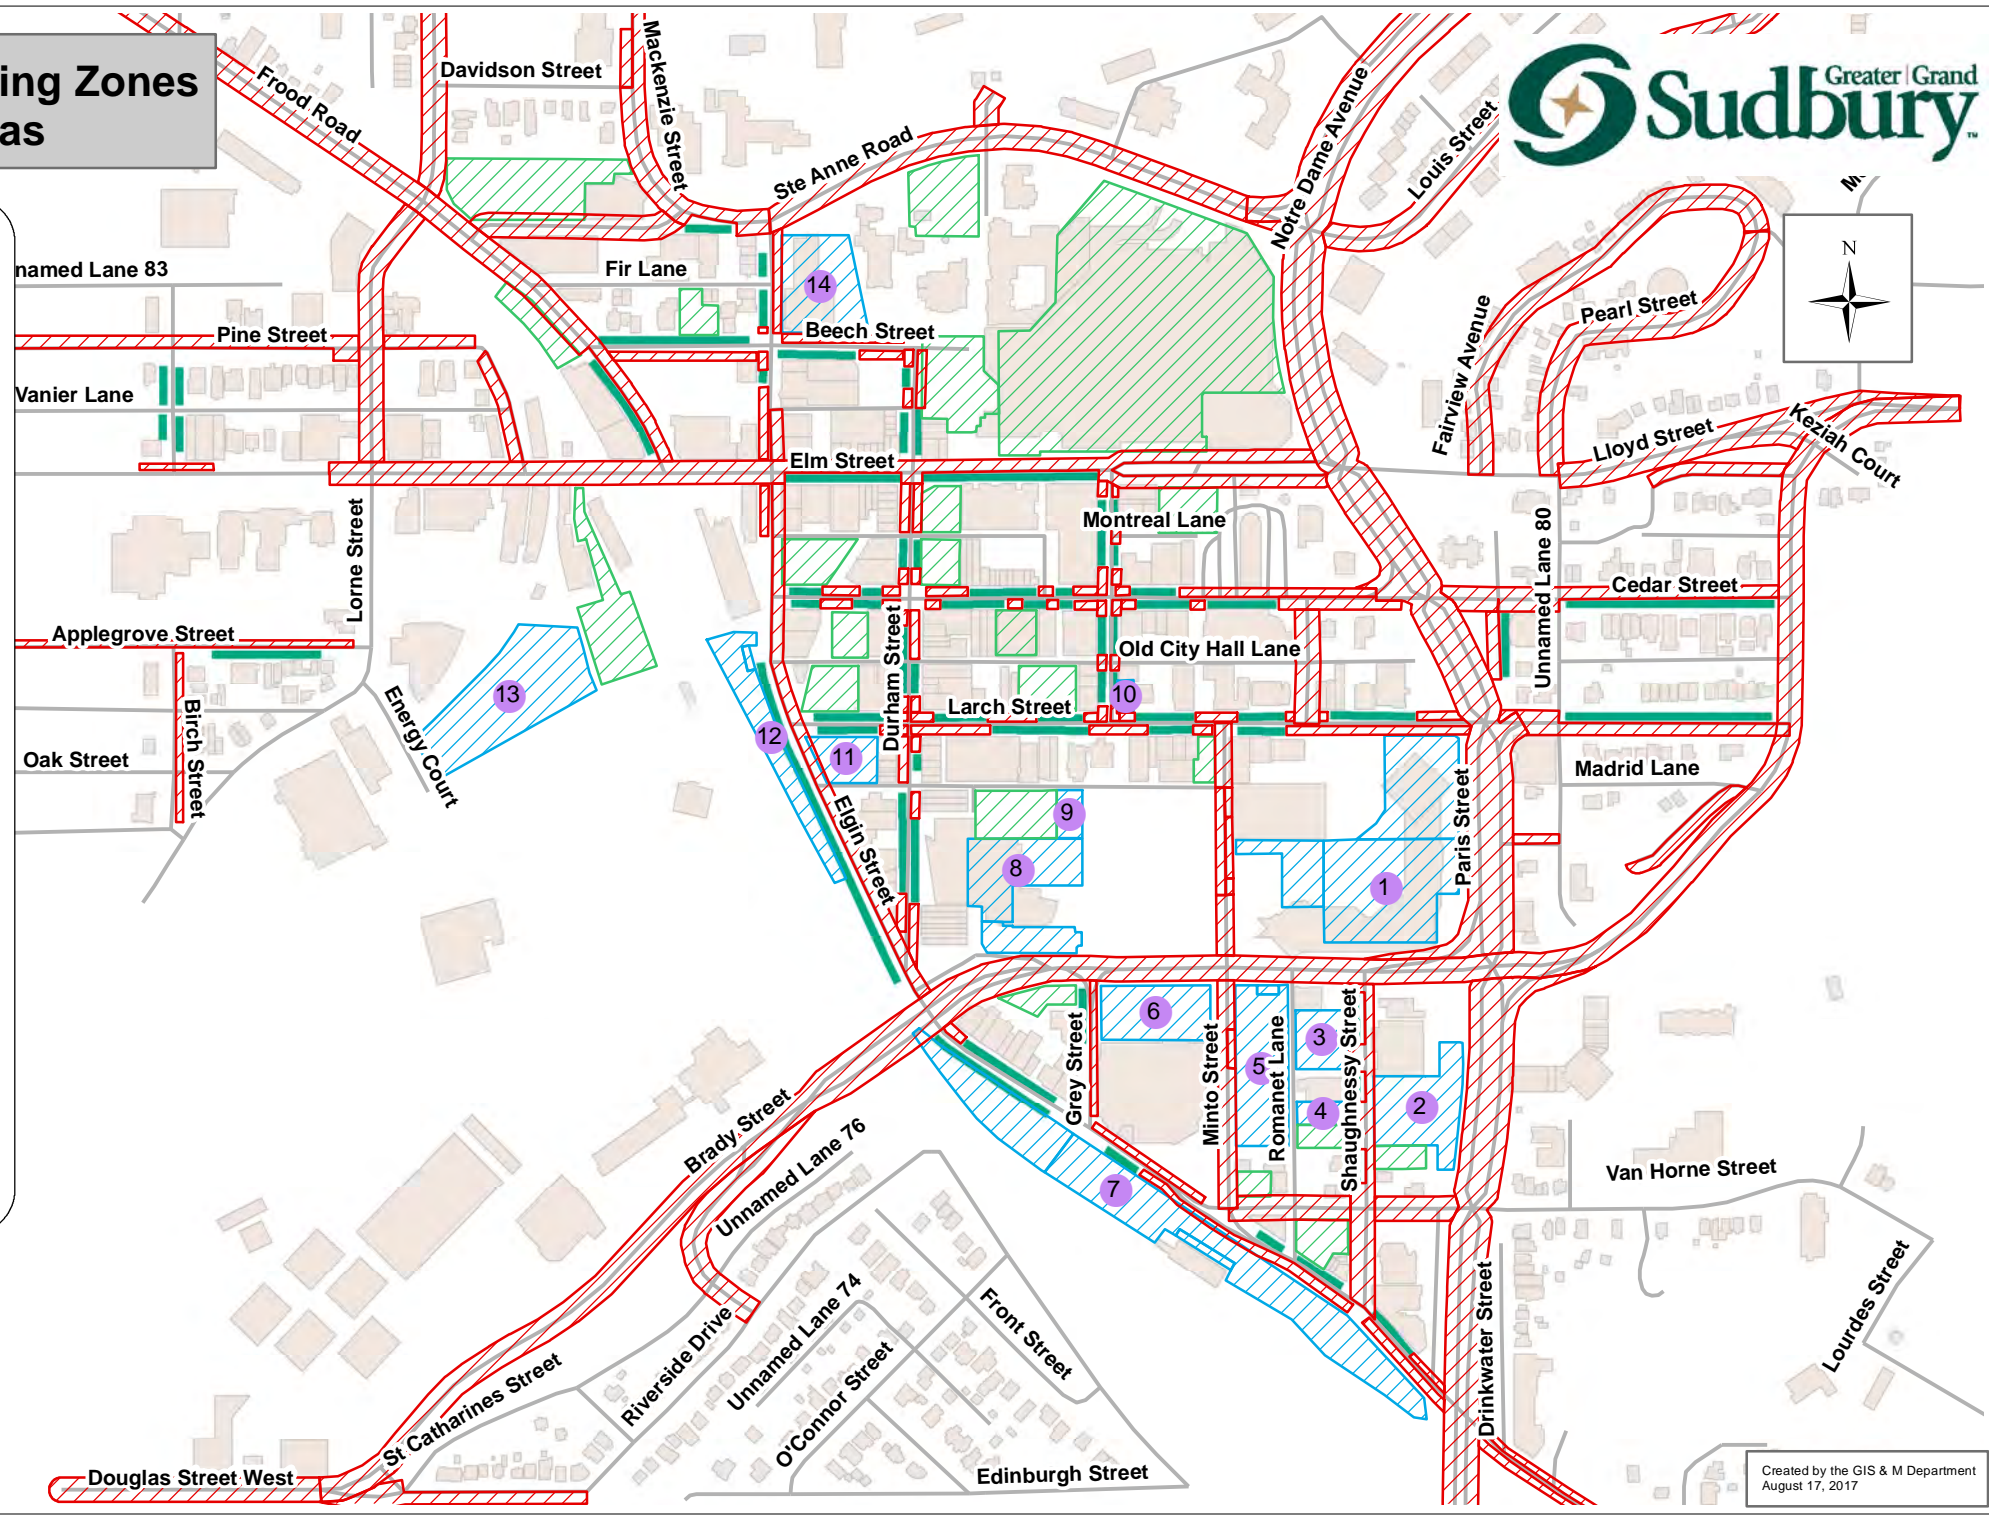 ing Zones
as
Greater | Grand
Sudbury
TM
N
Davidson Street
Frood Road
Mackenzie Street
Ste Anne Road
Notre Dame Avenue
Louis Street
named Lane 83
Fir Lane
14
Pine Street
Beech Street
Pearl Street
Fairview Avenue
Vanier Lane
Elm Street
Lloyd Street
Keziah Court
Lorne Street
Montreal Lane
Unnamed Lane 80
Cedar Street
Applegrove Street
Durham Street
Old City Hall Lane
13
10
Birch Street
Energy Court
Larch Street
12
11
Oak Street
Madrid Lane
Elgin Street
9
Paris Street
8
1
6
3
Grey Street
Minto Street
5
Romanet Lane
4
Shaughnessy Street
2
Brady Street
Unnamed Lane 76
7
Van Horne Street
Riverside Drive
Unnamed Lane 74
Front Street
O'Connor Street
Drinkwater Street
Lourdes Street
St Catharines Street
Douglas Street West
Edinburgh Street
Created by the GIS & M Department
August 17, 2017